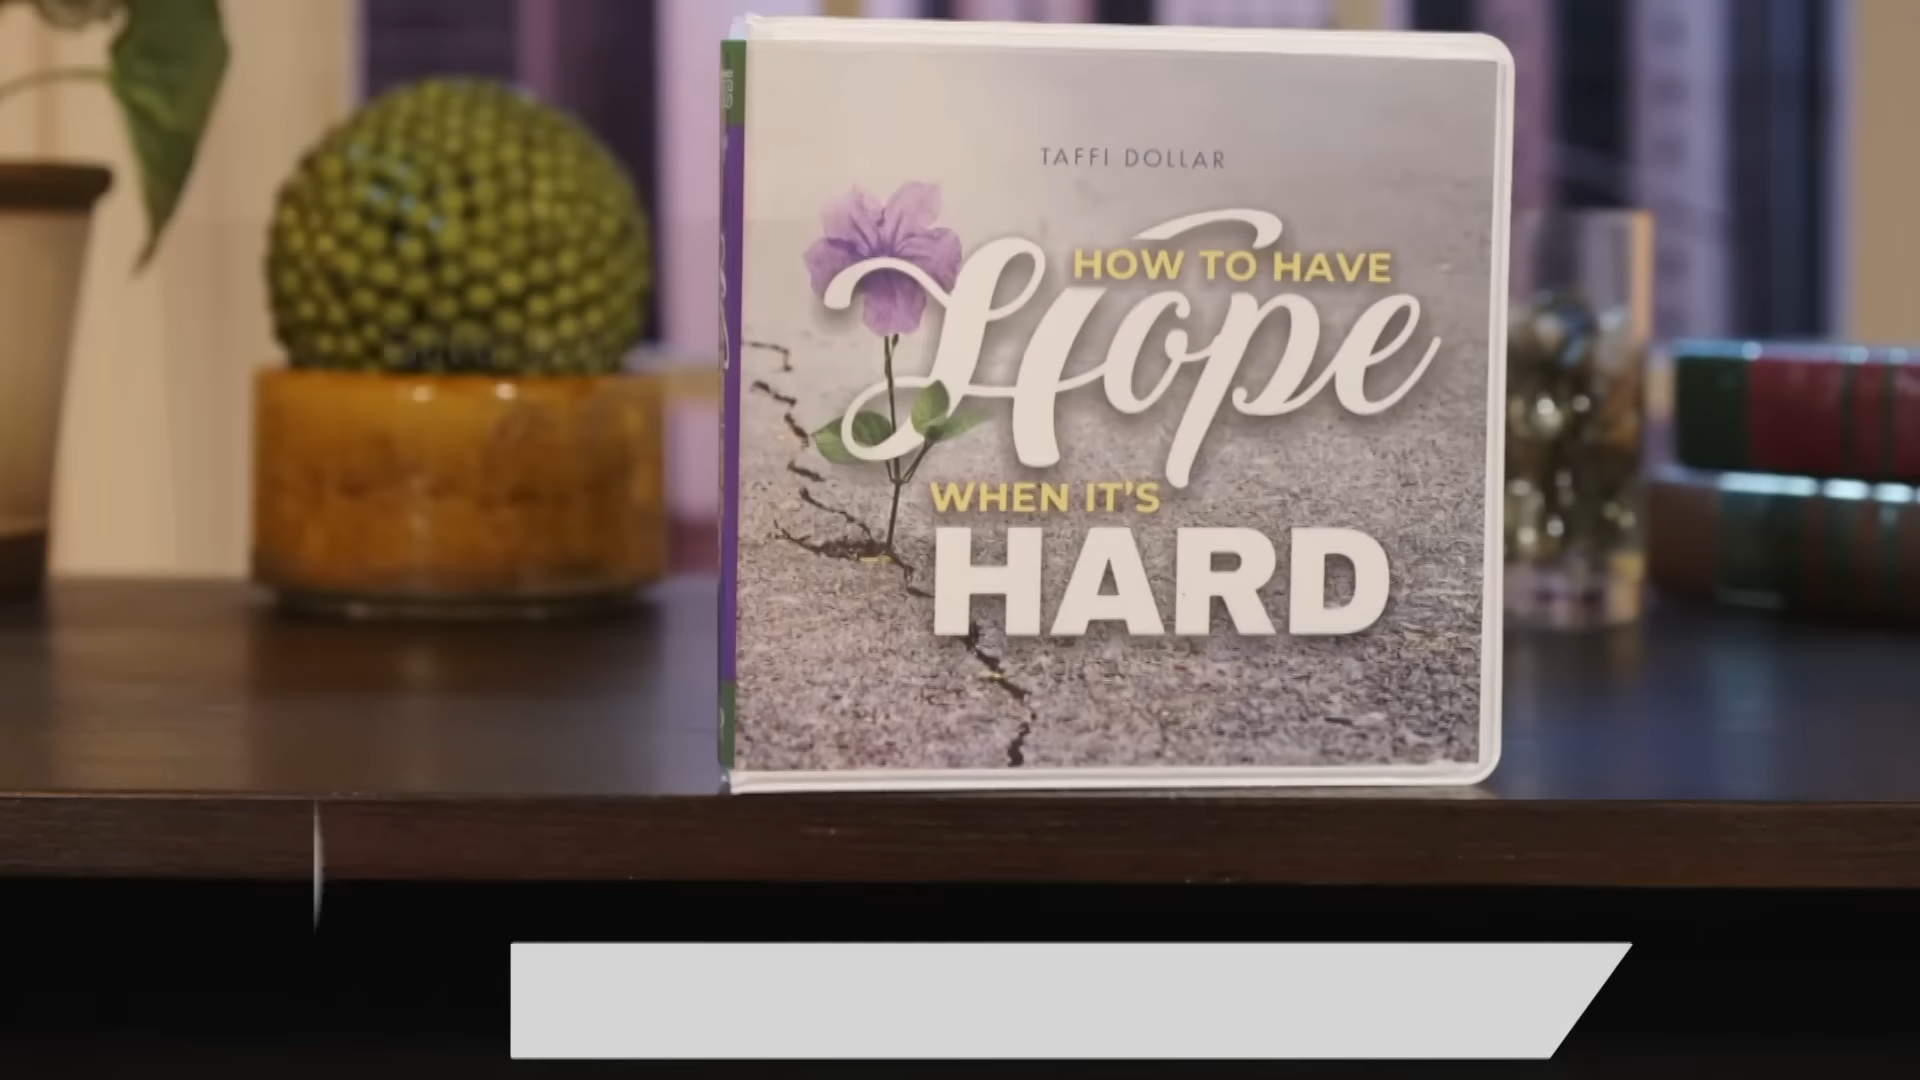 TAFFI DOLLAR
HOW TO HAVE
Hope
WHEN IT'S
HARD